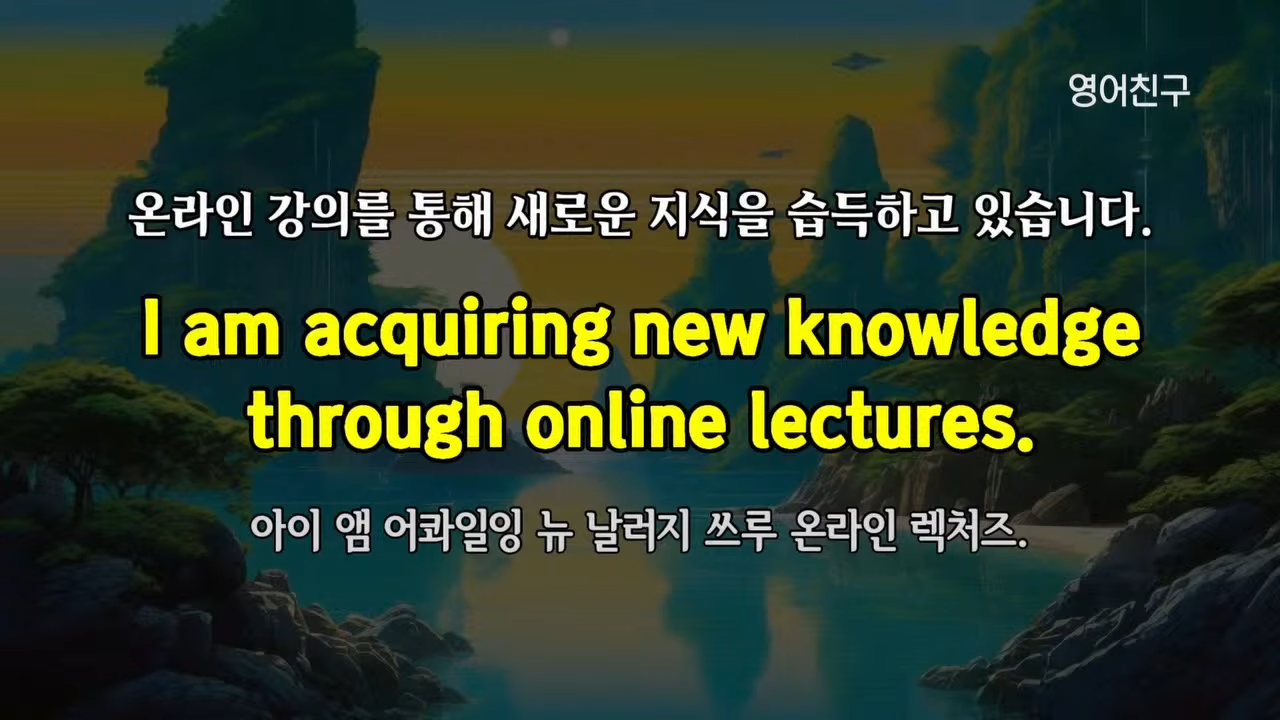 영어친구
온라인 강의를 통해 새로운 지식을 습득하고 있습니다.
I am acquiring new knowledge
through online lectures.
아이 앰 어콰일잉 뉴 날러지 쓰루 온라인 렉처즈.